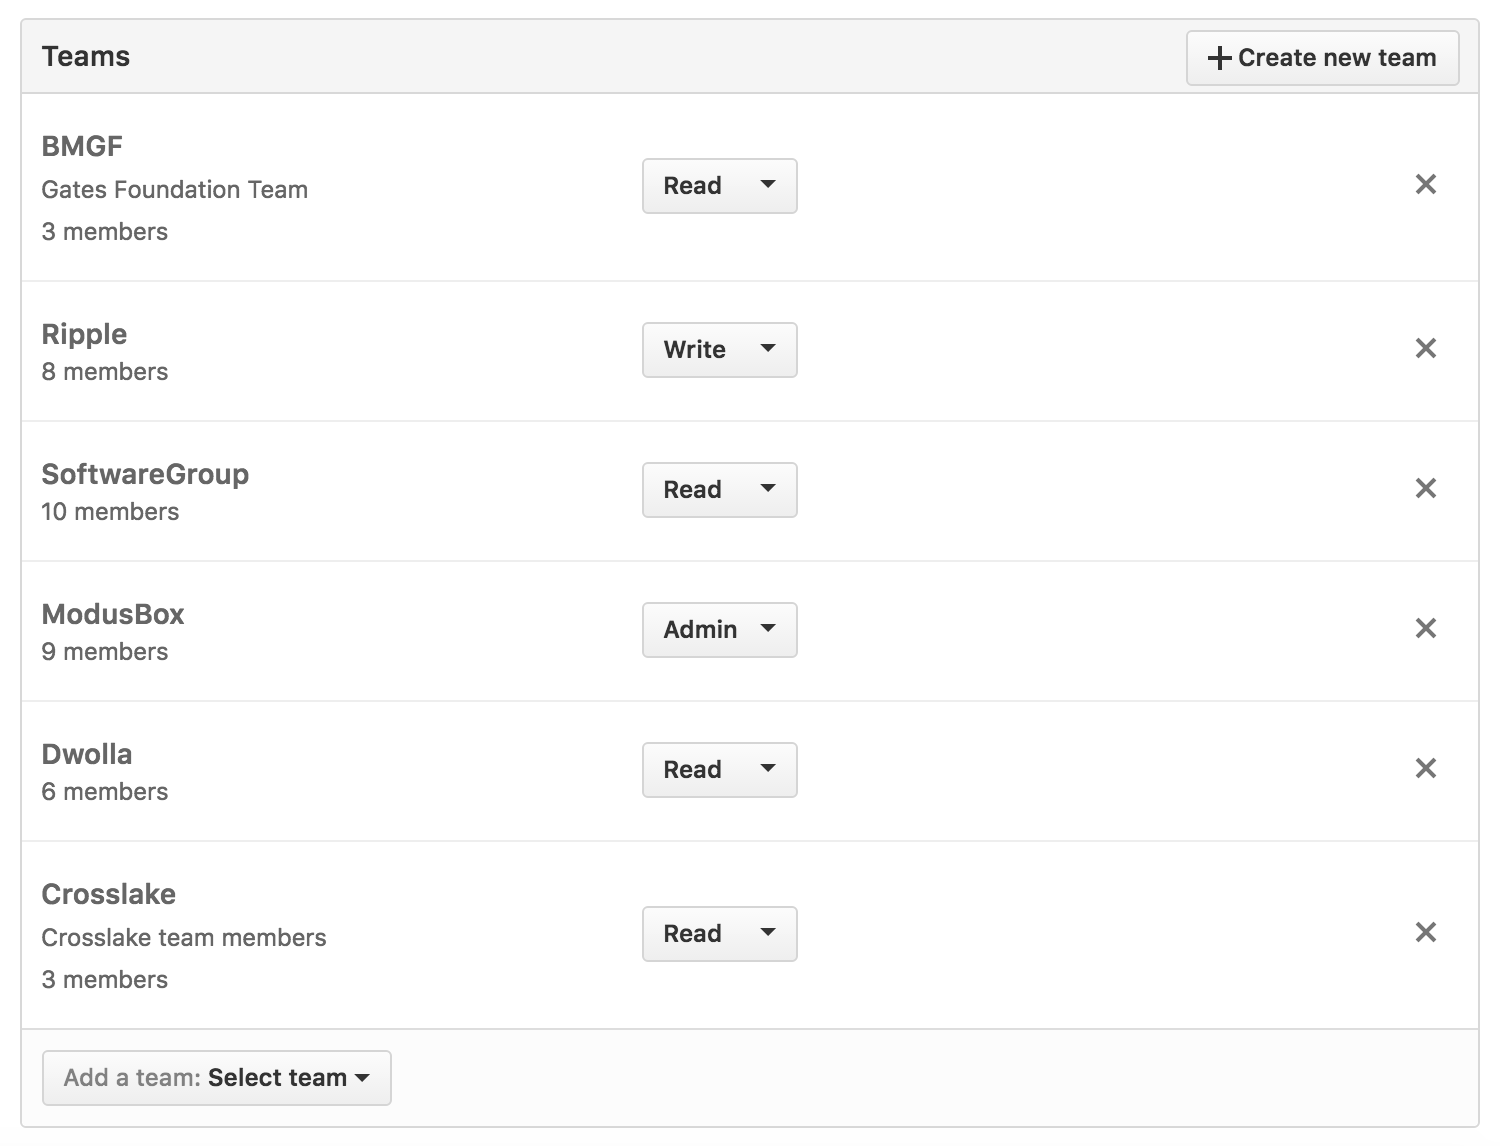 Teams
Create new team
BMGF
Gates Foundation Team
3 members
Read
Ripple
8 members
Write
SoftwareGroup
10 members
Read
ModusBox
9 members
Admin
Dwolla
6 members
Read
Crosslake
Crosslake team members
3 members
Read
Add a team: Select team